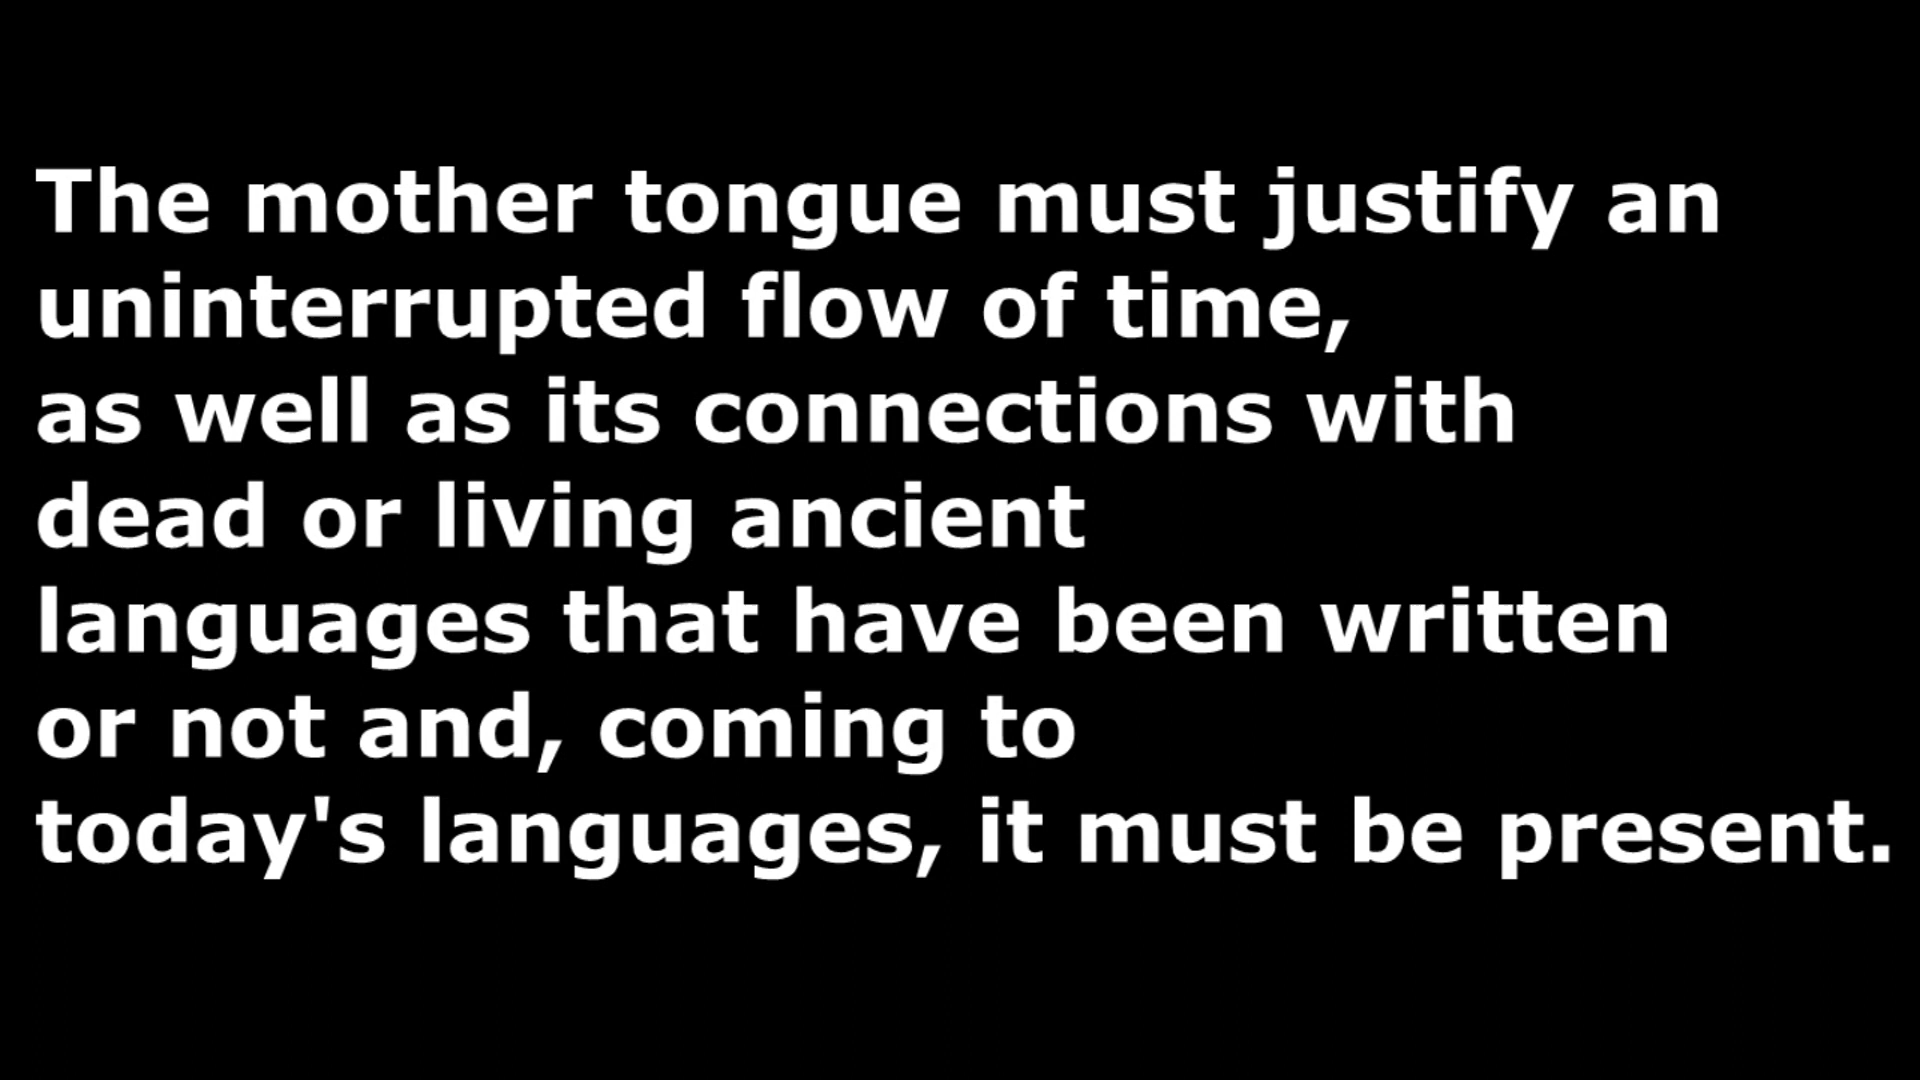 The mother tongue must justify an
uninterrupted flow of time,
as well as its connections with
dead or living ancient
languages that have been written
or not and, coming to
today's languages, it must be present.